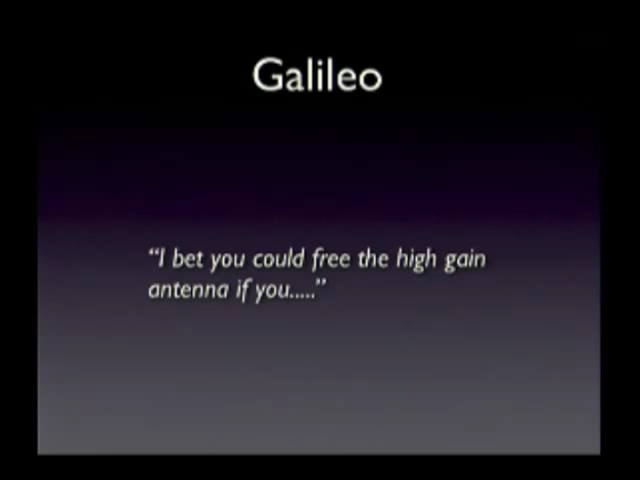 Galileo
“I bet you could free the high gain
antenna if you.....”